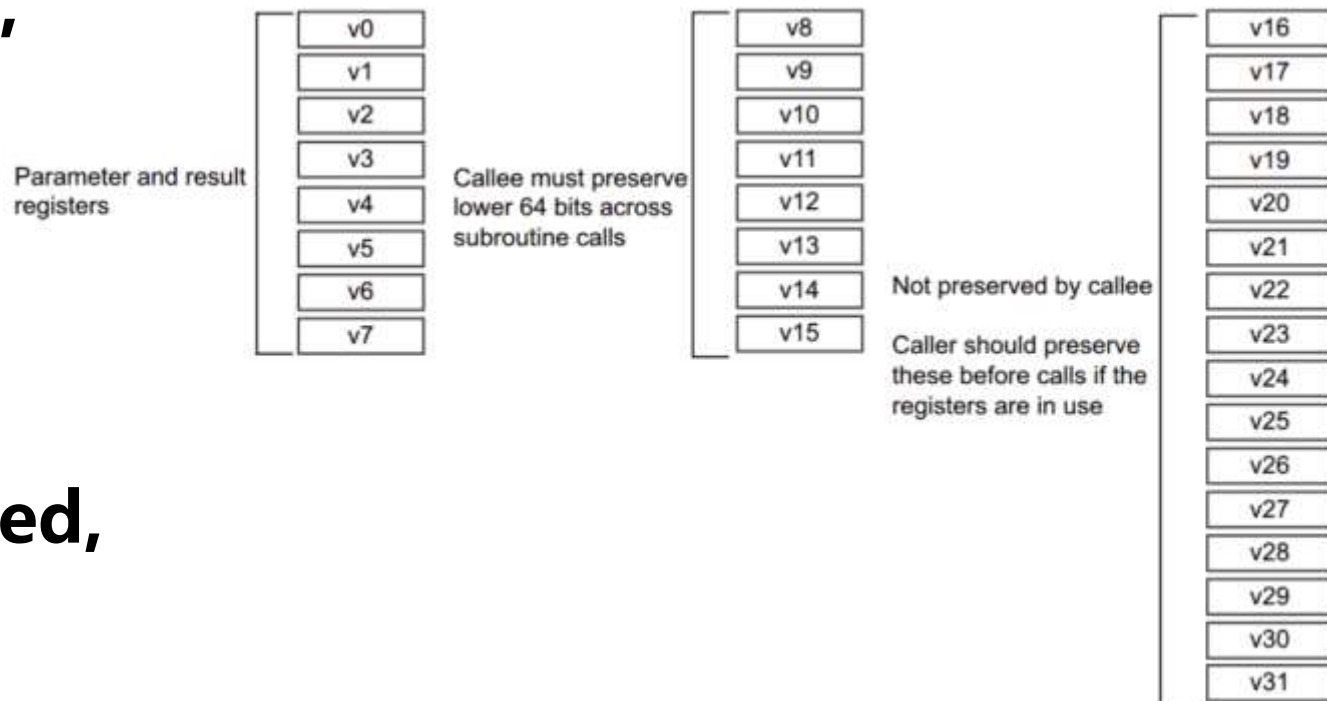 ,
v0
v1
v2
v3
v4
v5
v6
v7
Parameter and result
registers
v8
v9
v10
v11
v12
v13
v14
v15
Callee must preserve
lower 64 bits across
subroutine calls
v16
v17
v18
v19
v20
v21
v22
v23
v24
v25
v26
v27
v28
v29
v30
v31
Not preserved by callee
Caller should preserve
these before calls if the
registers are in use
ed,